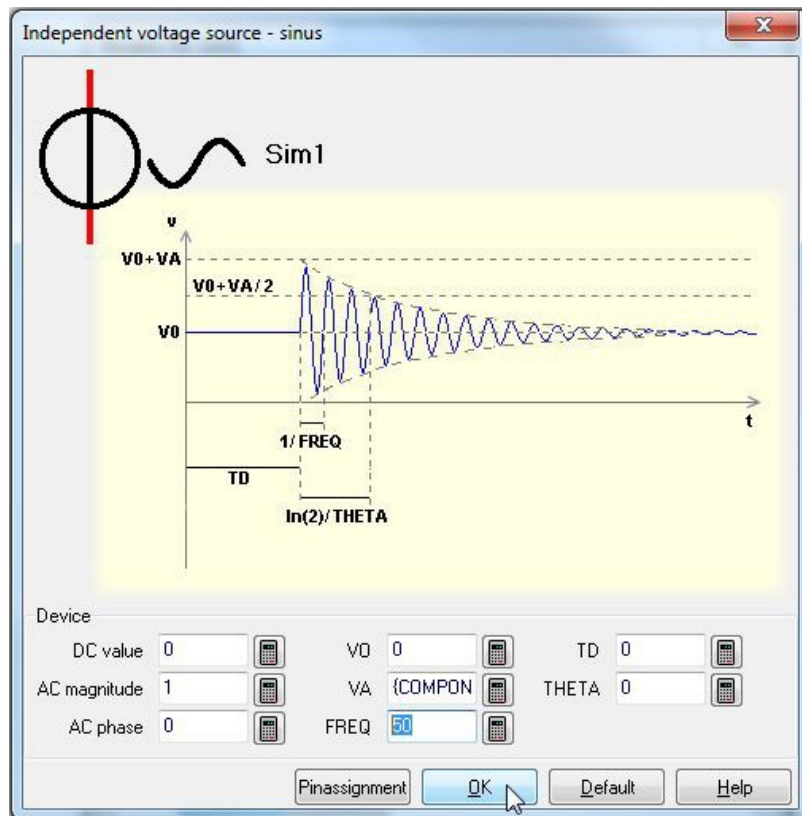 Independent voltage source - sinus
Sim1
v
V0+VA
V0+VA/2
V0
t
1/FREQ
TD
ln(2)/THETA
Device
DC value 0 VO 0 TD 0
AC magnitude 1 VA {COMPON THETA 0
AC phase 0 FREQ 50
Pinassignment OK Default Help